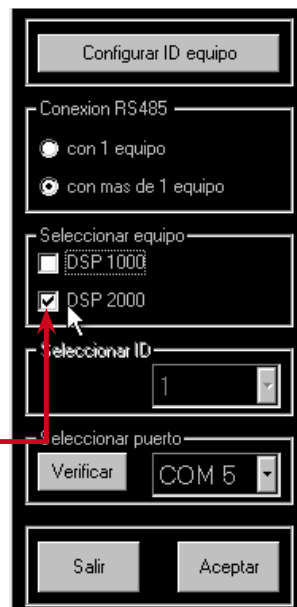 Configurar ID equipo
Conexion RS485
con 1 equipo
con mas de 1 equipo
Seleccionar equipo
DSP 1000
DSP 2000
Seleccionar ID
1
Seleccionar puerto
Verificar COM 5
Salir Aceptar